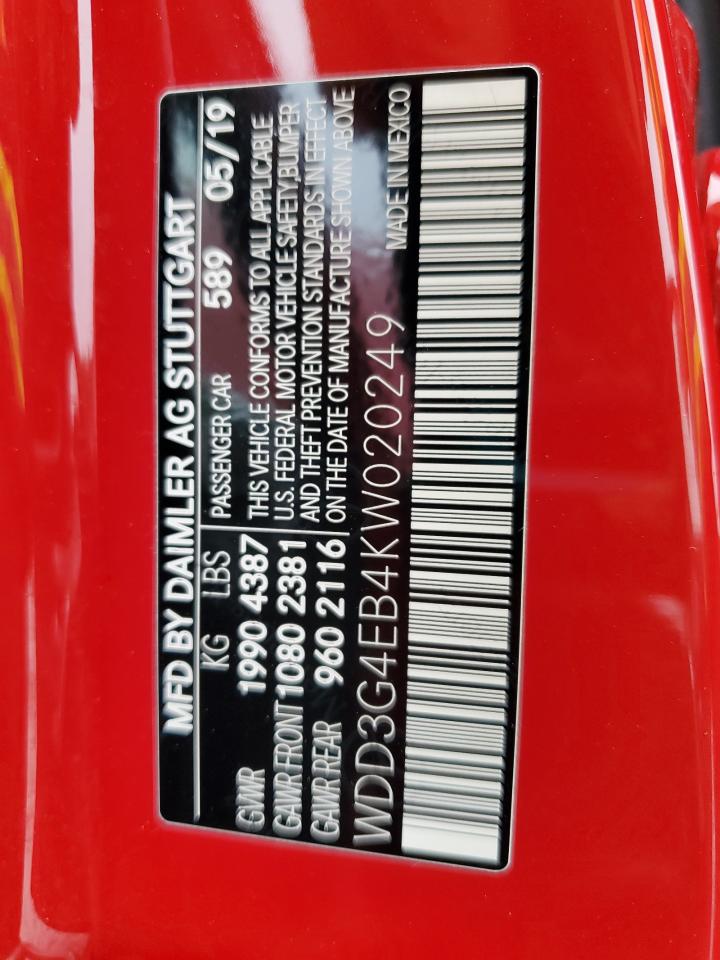 MFD BY DAIMLER AG STUTTGART
KG LBS PASSENGER CAR 589 05/19
GVWR 1990 4387 THIS VEHICLE CONFORMS TO ALL APPLICABLE
GAWR FRONT 1080 2381 U.S. FEDERAL MOTOR VEHICLE SAFETY,BUMPER
GAWR REAR 960 2116 AND THEFT PREVENTION STANDARDS IN EFFECT
ON THE DATE OF MANUFACTURE SHOWN ABOVE
WDD3G4EB4KW020249 MADE IN MEXICO